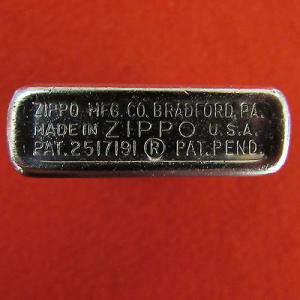 ZIPPO MFG. CO. BRADFORD, PA.
MADE IN ZIPPO U.S.A.
PAT. 2517191 ® PAT. PEND.